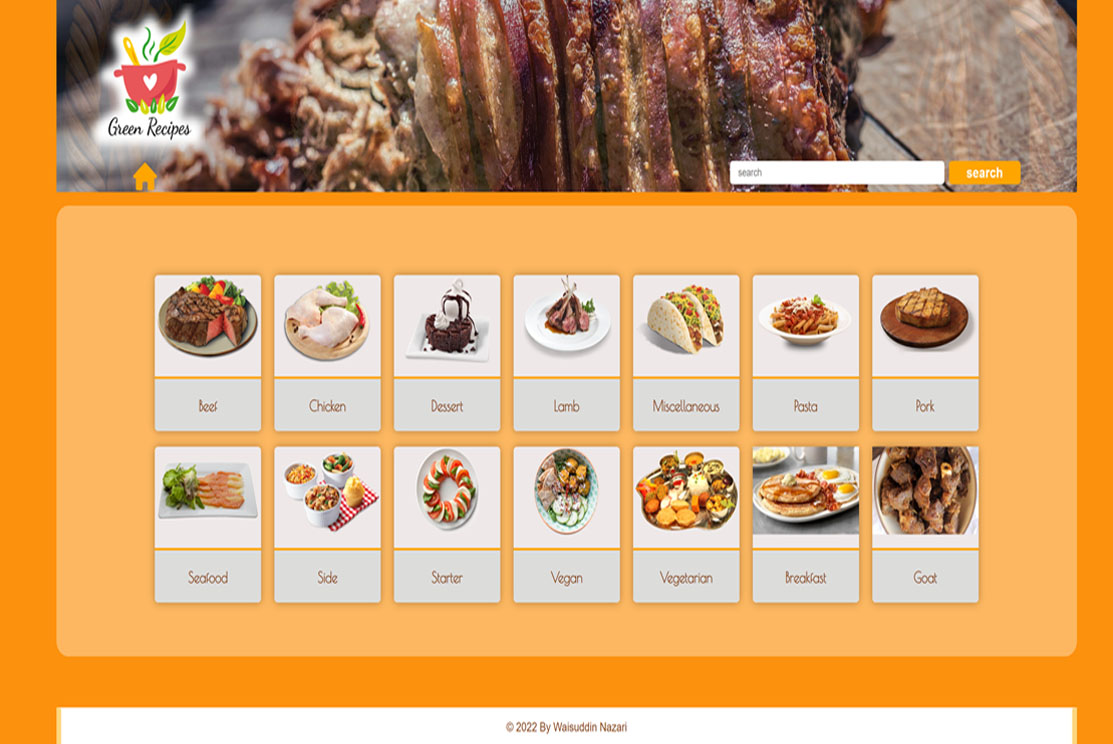 Green Recipes
search search
Beef Chicken Dessert Lamb Miscellaneous Pasta Pork
Seafood Side Starter Vegan Vegetarian Breakfast Goat
© 2022 By Waisuddin Nazari